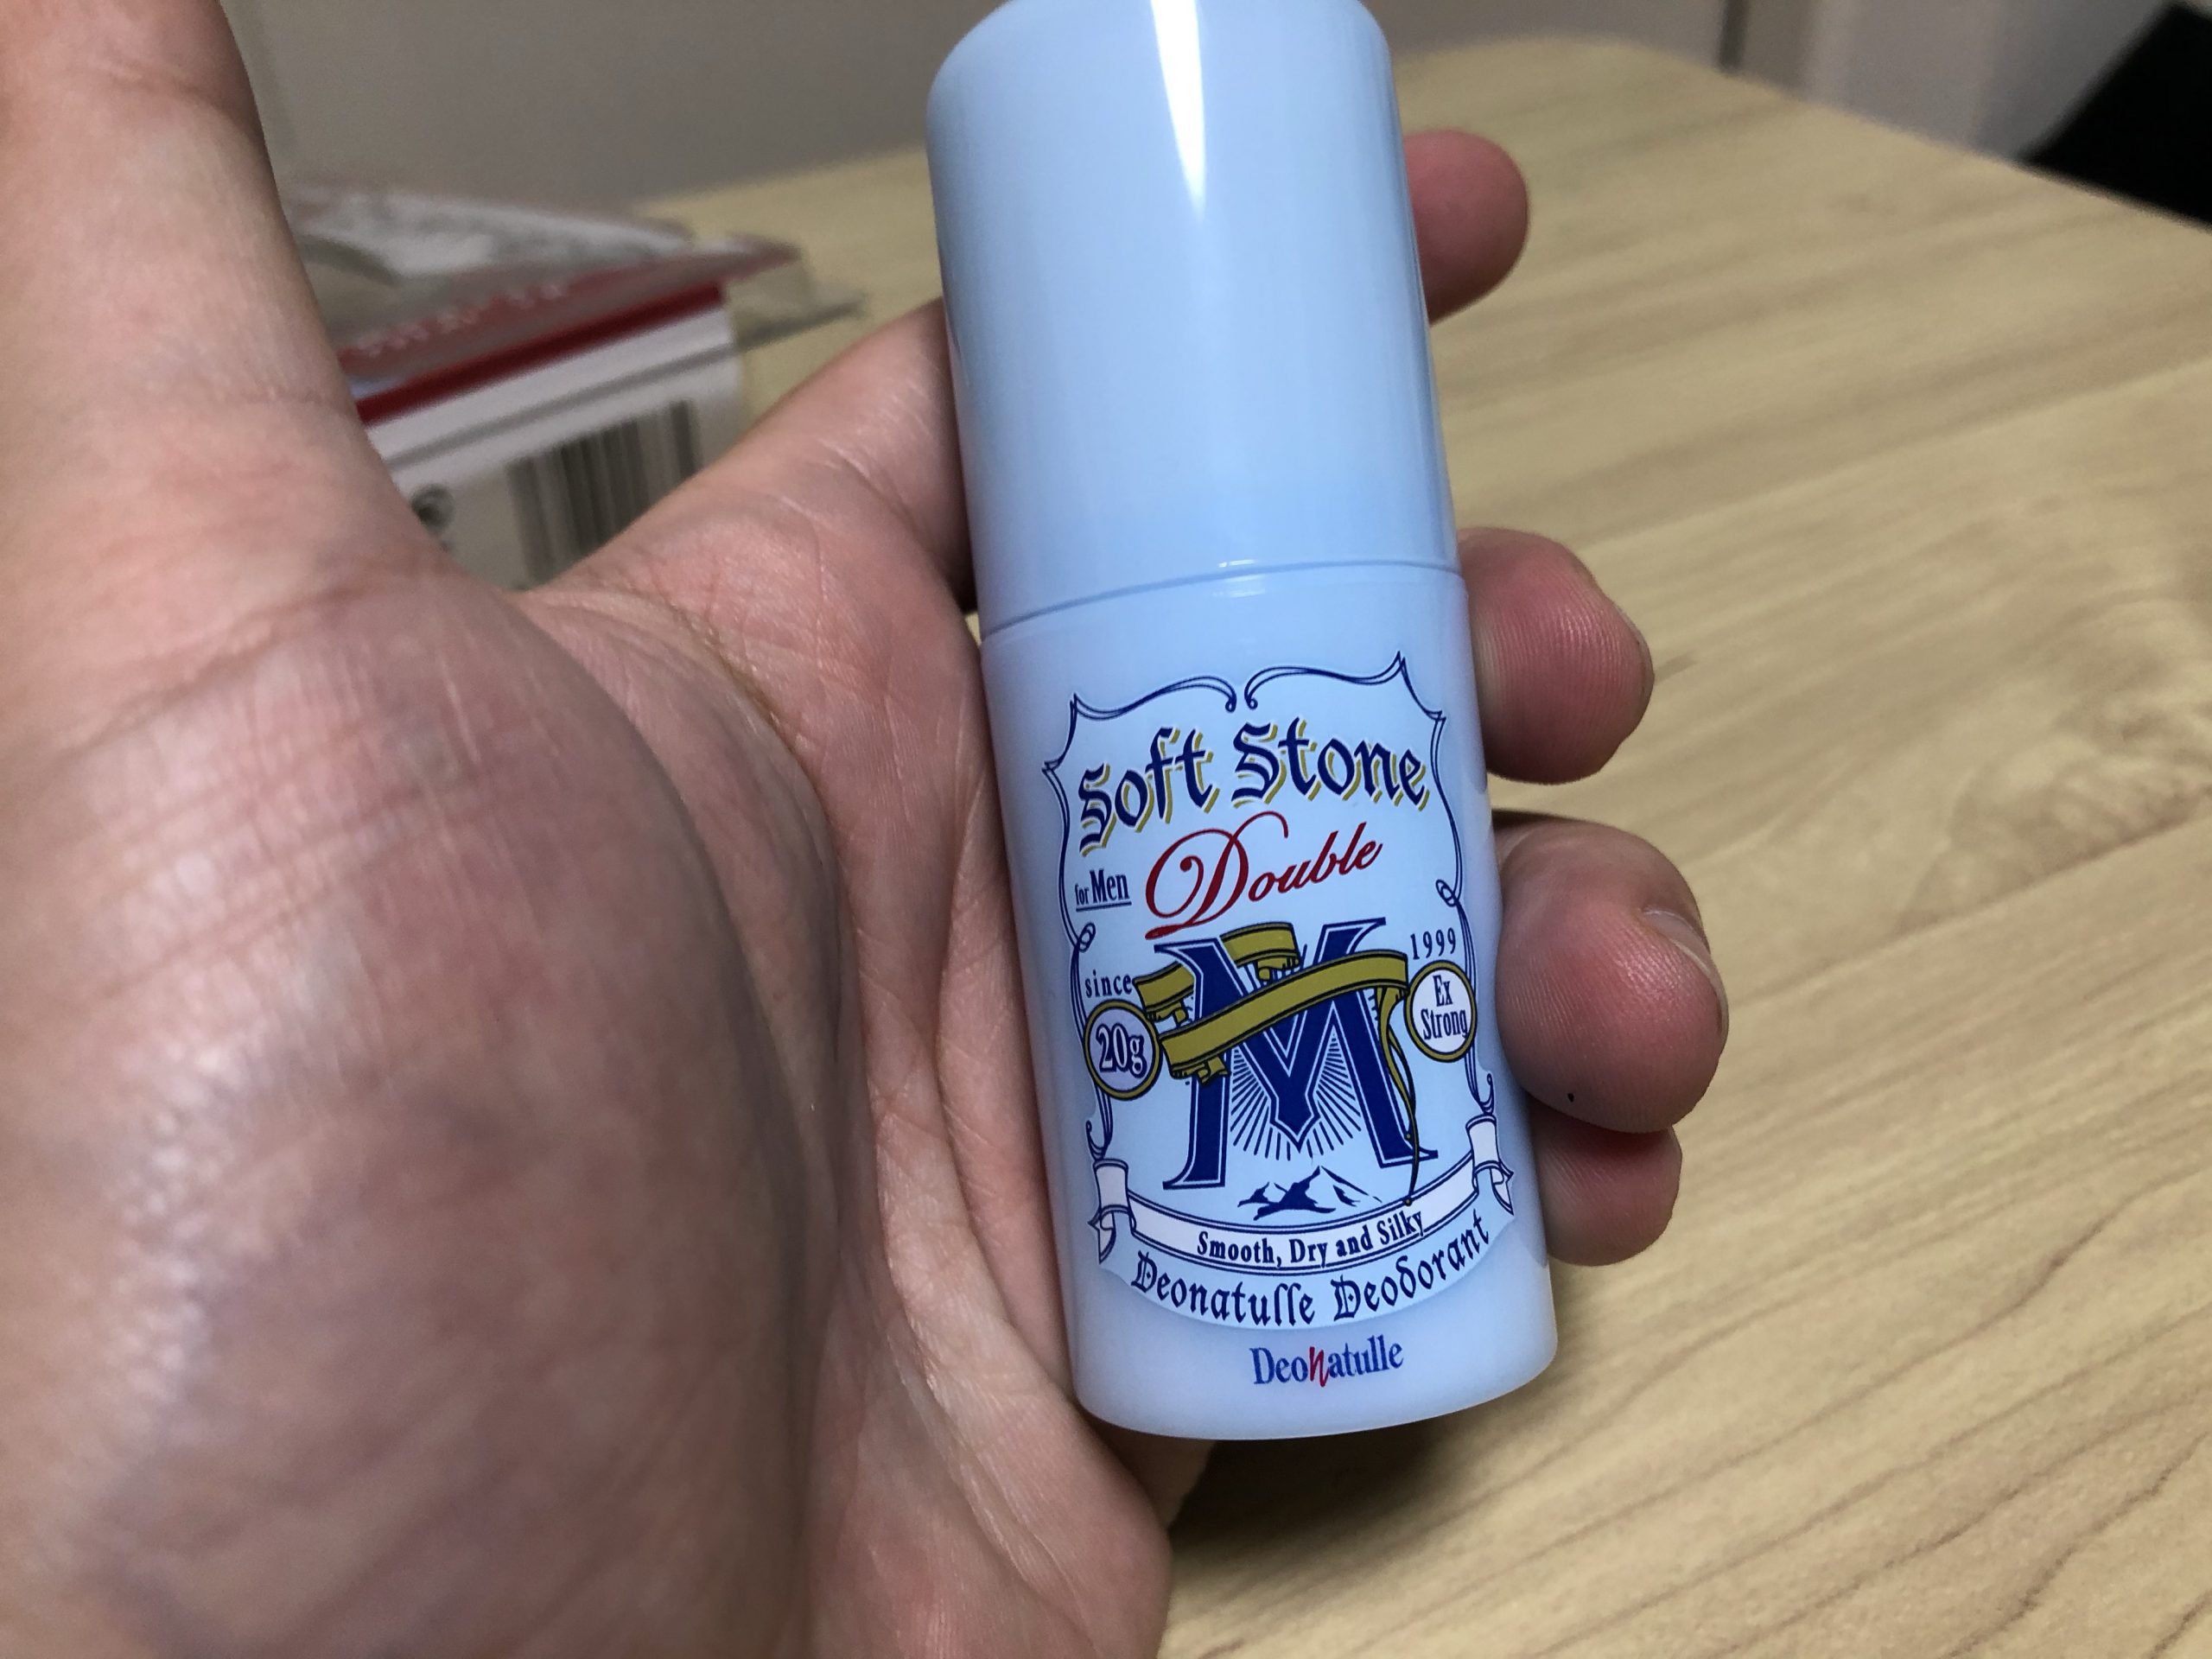 Soft Stone
Double
for Men
since
1999
20g
Ex
Strong
M
Smooth, Dry and Silky
Deonatulle Deodorant
Deonatulle